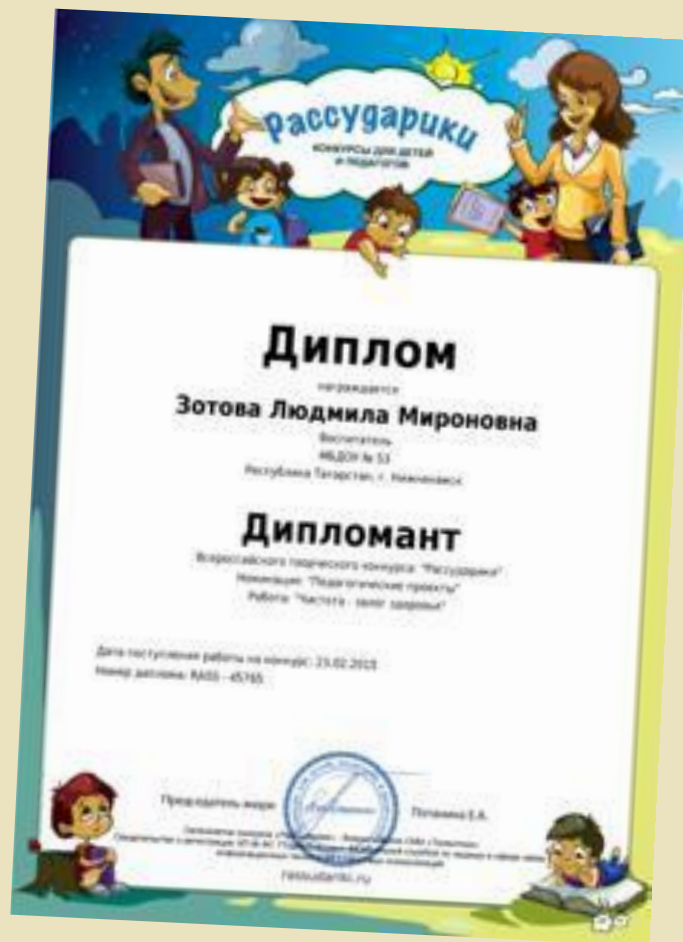 Рассударики
КОНКУРСЫ ДЛЯ ДЕТЕЙ
И ПЕДАГОГОВ
Диплом
награждается
Зотова Людмила Мироновна
Воспитатель
МБДОУ № 53
Республика Татарстан, г. Нижнекамск
Дипломант
Всероссийского творческого конкурса "Рассударики"
Номинация: "Педагогические проекты"
Работа: "Чистота - залог здоровья"
Дата поступления работы на конкурс: 23.02.2015
Номер диплома: RASS - 45765
Председатель жюри
rassudariki.ru